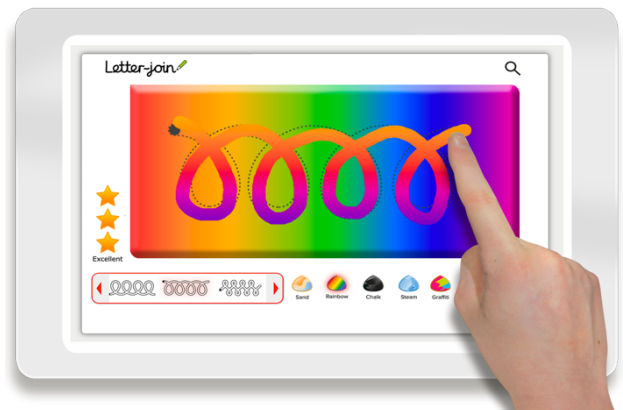 Letter-join
Excellent
Sand
Rainbow
Chalk
Steam
Graffiti